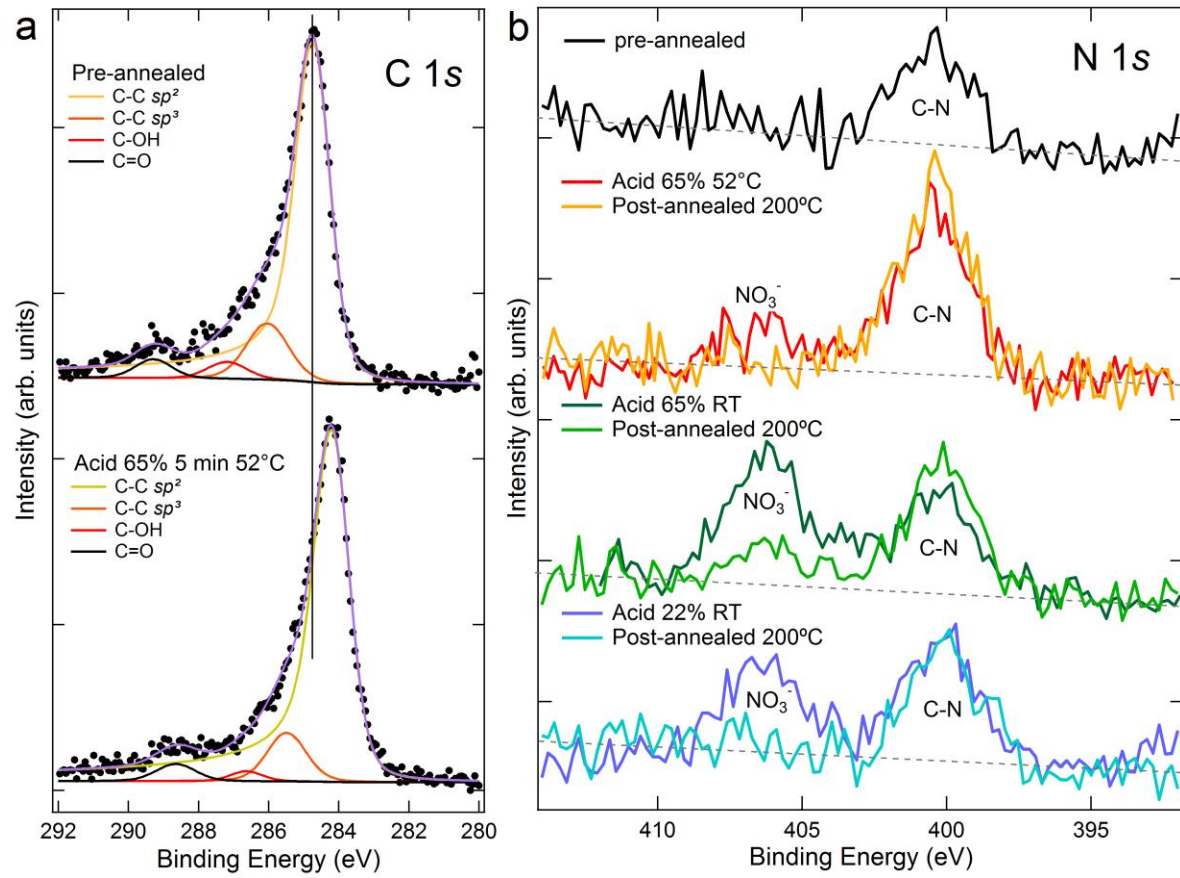 a
C 1s
Pre-annealed
C-C sp²
C-C sp³
C-OH
C=O
Acid 65% 5 min 52°C
C-C sp²
C-C sp³
C-OH
C=O
Intensity (arb. units)
292 290 288 286 284 282 280
Binding Energy (eV)
b
N 1s
pre-annealed
C-N
Acid 65% 52°C
Post-annealed 200ºC
NO₃⁻
C-N
Acid 65% RT
Post-annealed 200ºC
NO₃⁻
C-N
Acid 22% RT
Post-annealed 200ºC
NO₃⁻
C-N
Intensity (arb. units)
410 405 400 395
Binding Energy (eV)